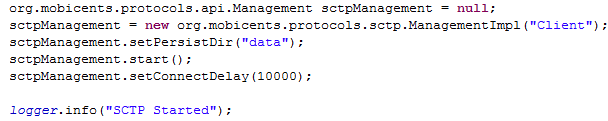 org.mobicents.protocols.api.Management sctpManagement = null;
sctpManagement = new org.mobicents.protocols.sctp.ManagementImpl("Client");
sctpManagement.setPersistDir("data");
sctpManagement.start();
sctpManagement.setConnectDelay(10000);
logger.info("SCTP Started");